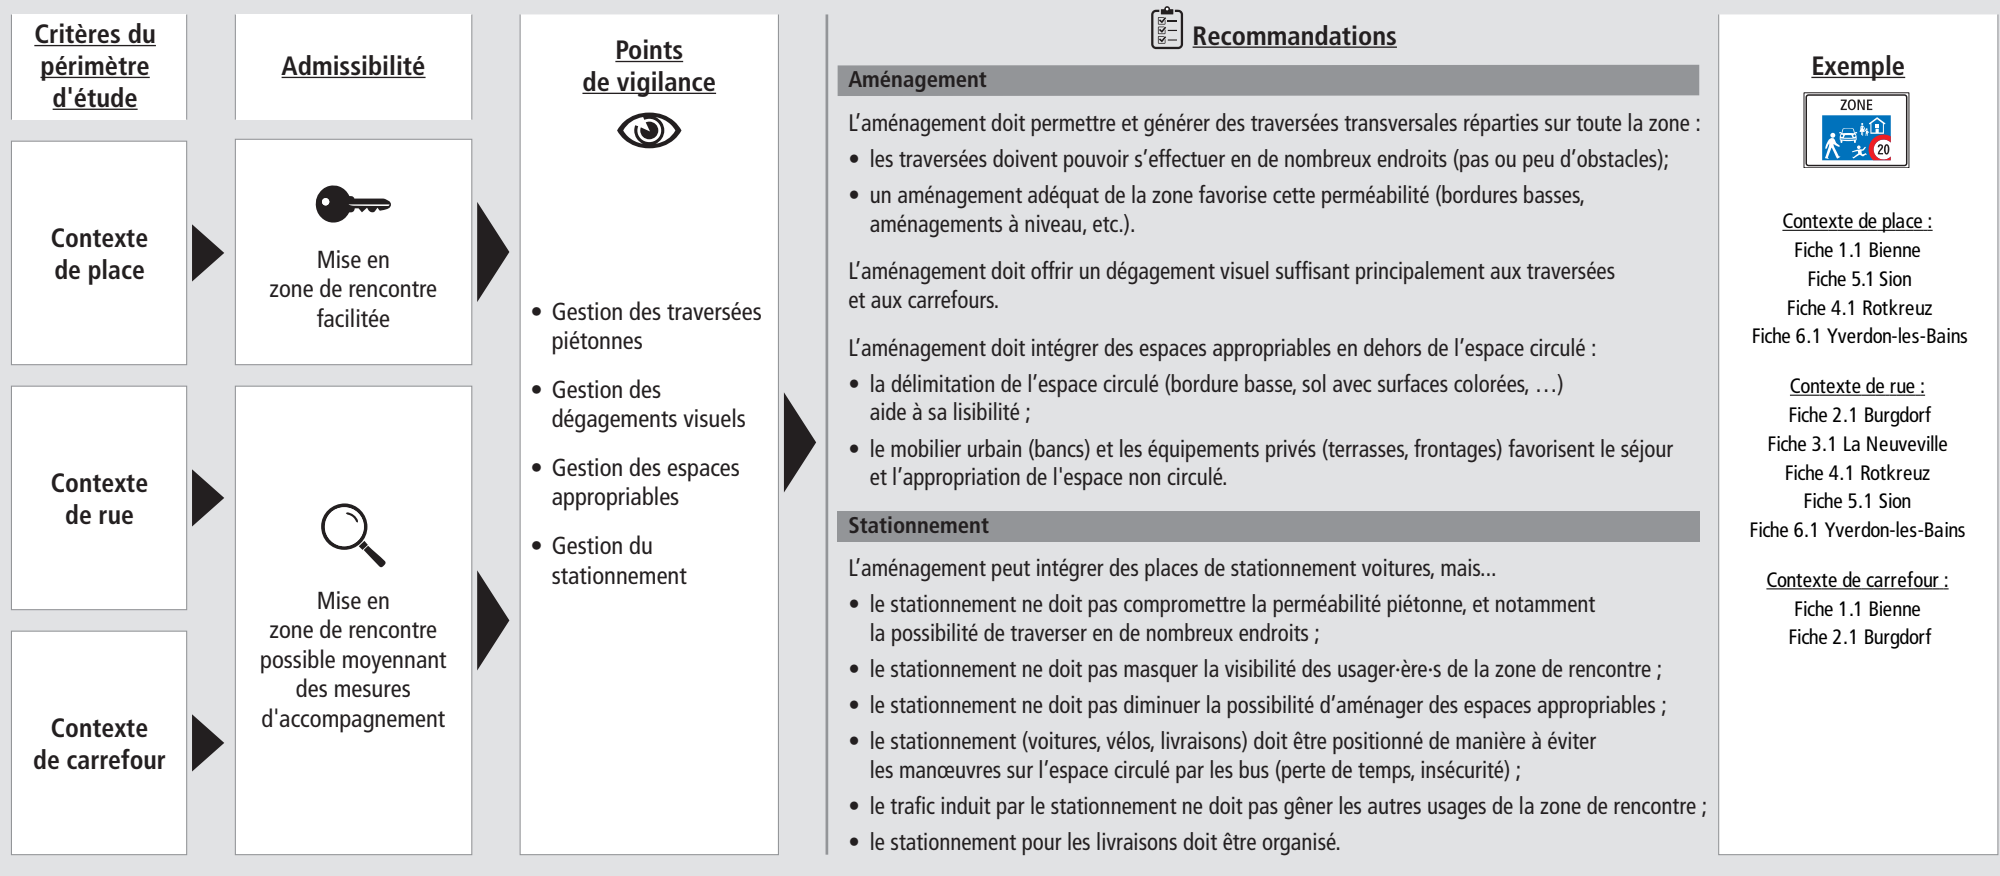 Critères du
périmètre
d'étude
Contexte
de place
Contexte
de rue
Contexte
de carrefour
Admissibilité
Mise en
zone de rencontre
facilitée
Mise en
zone de rencontre
possible moyennant
des mesures
d'accompagnement
Points
de vigilance
• Gestion des traversées
piétonnes
• Gestion des
dégagements visuels
• Gestion des espaces
appropriables
• Gestion du
stationnement
Recommandations
Aménagement
L’aménagement doit permettre et générer des traversées transversales réparties sur toute la zone :
• les traversées doivent pouvoir s’effectuer en de nombreux endroits (pas ou peu d’obstacles);
• un aménagement adéquat de la zone favorise cette perméabilité (bordures basses,
aménagements à niveau, etc.).
L’aménagement doit offrir un dégagement visuel suffisant principalement aux traversées
et aux carrefours.
L’aménagement doit intégrer des espaces appropriables en dehors de l’espace circulé :
• la délimitation de l’espace circulé (bordure basse, sol avec surfaces colorées, …)
aide à sa lisibilité ;
• le mobilier urbain (bancs) et les équipements privés (terrasses, frontages) favorisent le séjour
et l’appropriation de l'espace non circulé.
Stationnement
L’aménagement peut intégrer des places de stationnement voitures, mais...
• le stationnement ne doit pas compromettre la perméabilité piétonne, et notamment
la possibilité de traverser en de nombreux endroits ;
• le stationnement ne doit pas masquer la visibilité des usager·ère·s de la zone de rencontre ;
• le stationnement ne doit pas diminuer la possibilité d’aménager des espaces appropriables ;
• le stationnement (voitures, vélos, livraisons) doit être positionné de manière à éviter
les manœuvres sur l’espace circulé par les bus (perte de temps, insécurité) ;
• le trafic induit par le stationnement ne doit pas gêner les autres usages de la zone de rencontre ;
• le stationnement pour les livraisons doit être organisé.
Exemple
ZONE
20
Contexte de place :
Fiche 1.1 Bienne
Fiche 5.1 Sion
Fiche 4.1 Rotkreuz
Fiche 6.1 Yverdon-les-Bains
Contexte de rue :
Fiche 2.1 Burgdorf
Fiche 3.1 La Neuveville
Fiche 4.1 Rotkreuz
Fiche 5.1 Sion
Fiche 6.1 Yverdon-les-Bains
Contexte de carrefour :
Fiche 1.1 Bienne
Fiche 2.1 Burgdorf